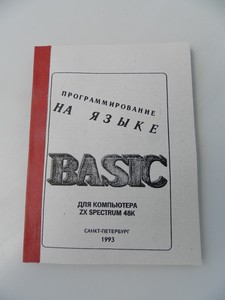 ПРОГРАММИРОВАНИЕ
НА ЯЗЫКЕ
BASIC
ДЛЯ КОМПЬЮТЕРА
ZX SPECTRUM 48K
САНКТ-ПЕТЕРБУРГ
1993